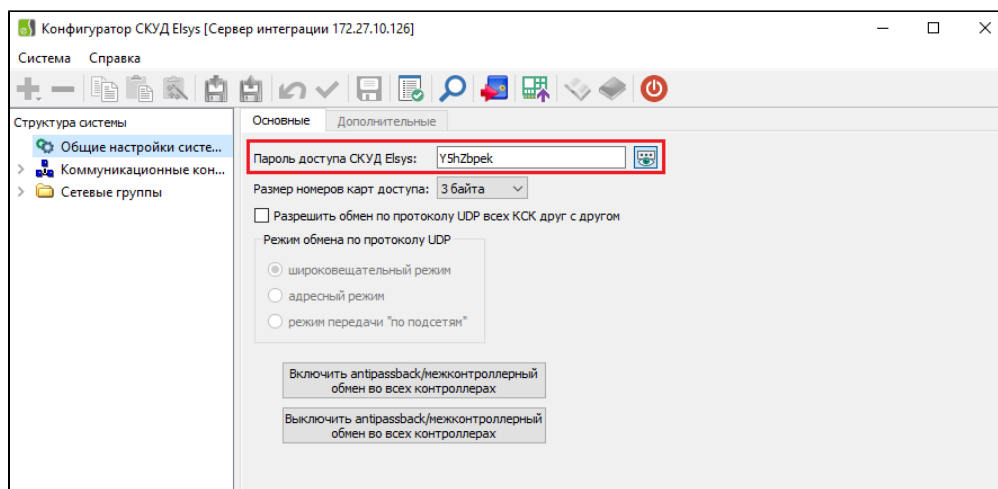 Конфигуратор СКУД Elsys [Сервер интеграции 172.27.10.126]
Система Справка
Структура системы
Общие настройки систе...
Коммуникационные кон...
Сетевые группы
Основные Дополнительные
Пароль доступа СКУД Elsys: Y5hZbpek
Размер номеров карт доступа: 3 байта
Разрешить обмен по протоколу UDP всех КСК друг с другом
Режим обмена по протоколу UDP
широковещательный режим
адресный режим
режим передачи "по подсетям"
Включить antipassback/межконтроллерный
обмен во всех контроллерах
Выключить antipassback/межконтроллерный
обмен во всех контроллерах